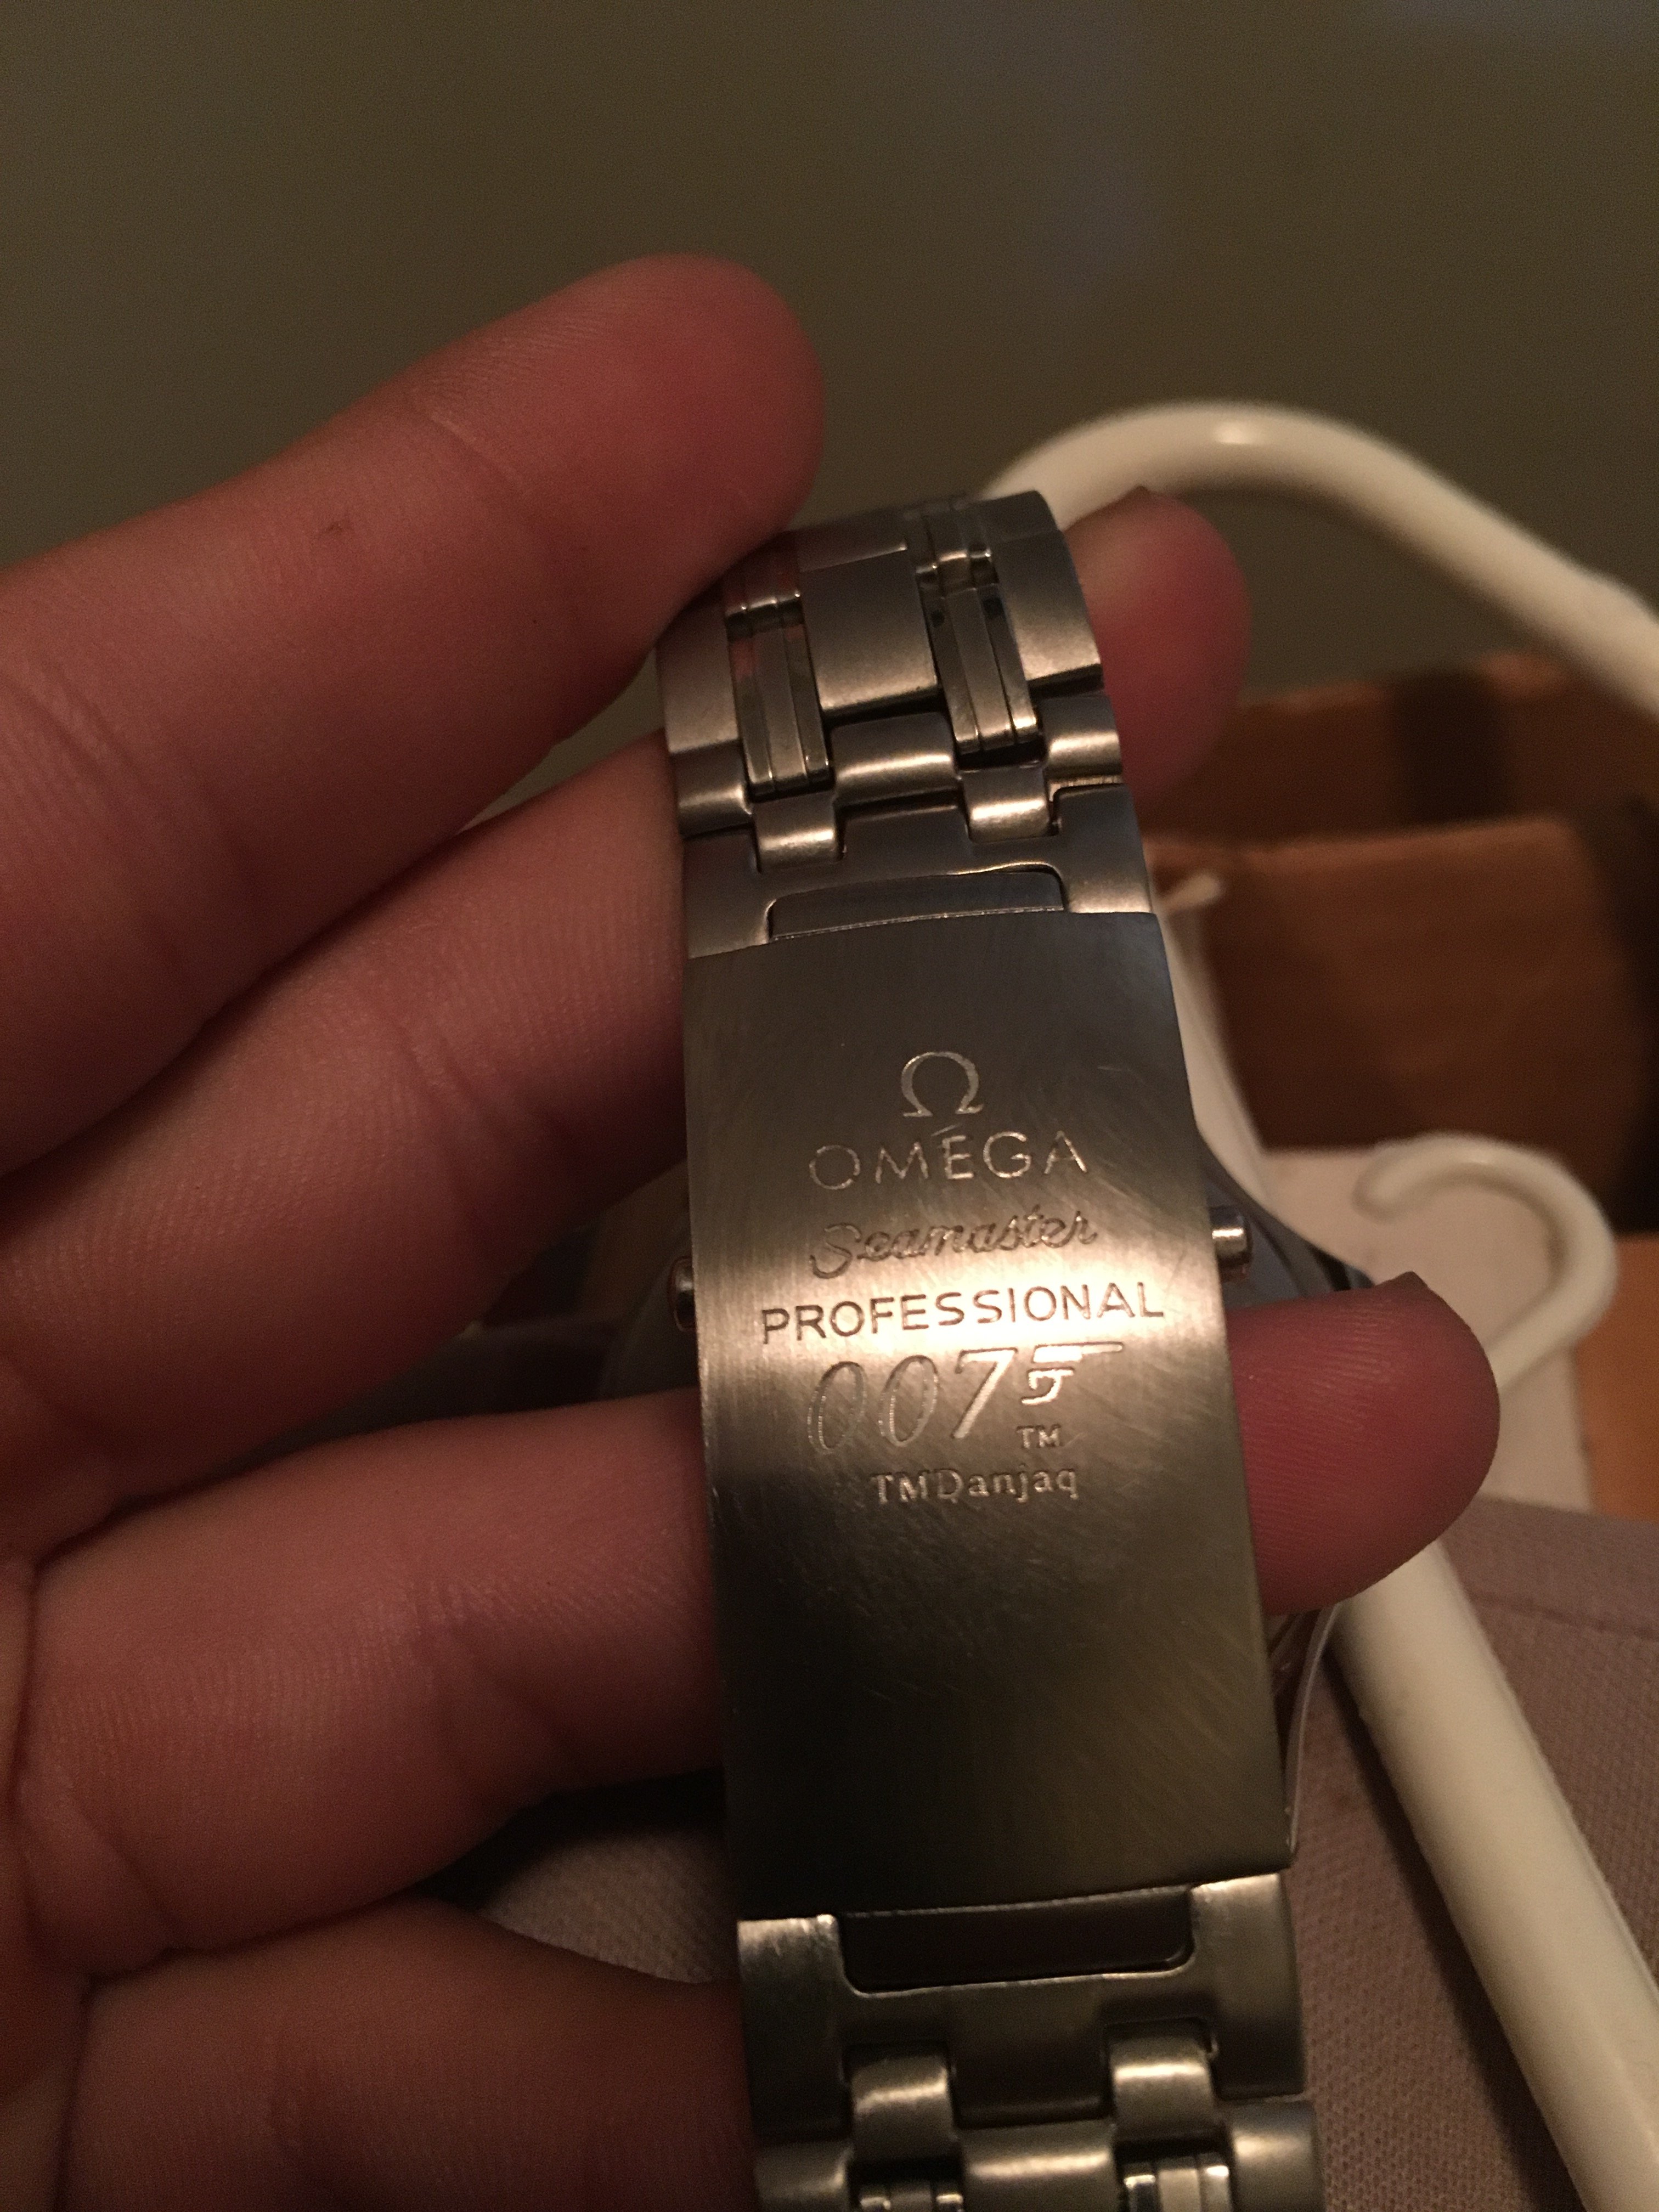 Ω
OMEGA
Seamaster
PROFESSIONAL
007
TM
TMDanjaq